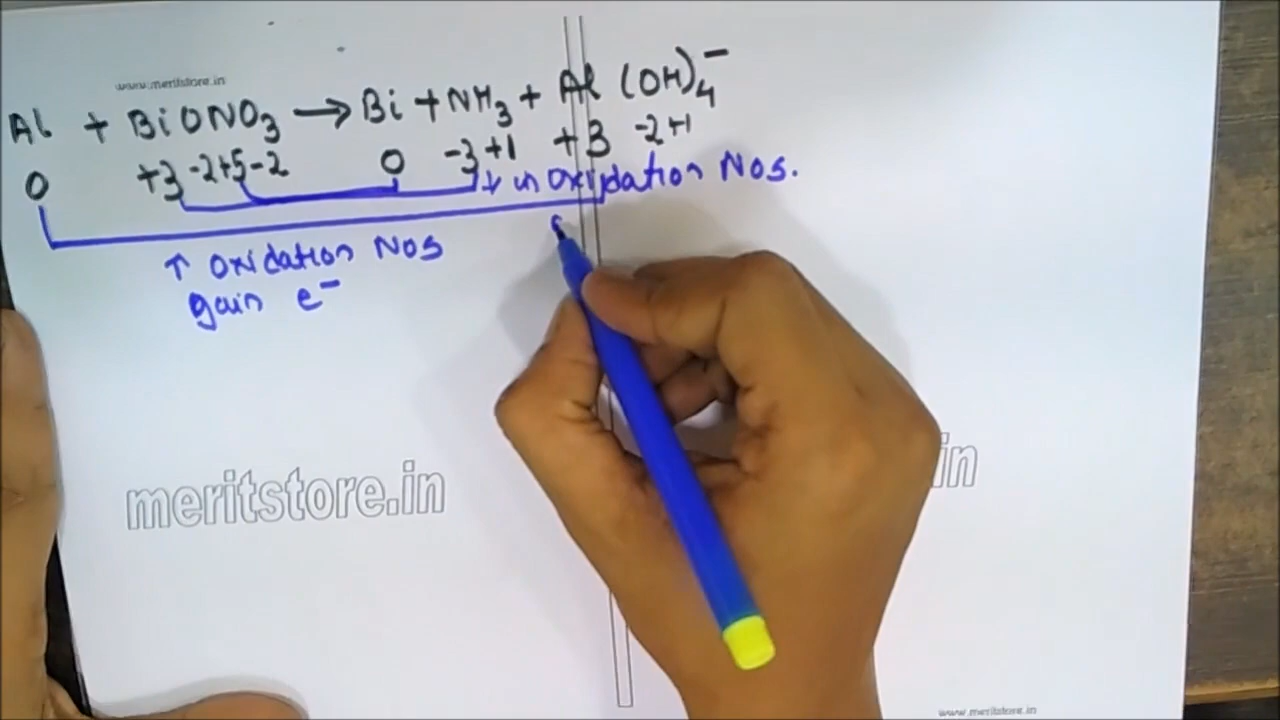 www.meritstore.in
Al + BiONO3 → Bi + NH3 + Al (OH)4−
0 +3 -2 +5 -2 0 -3 +1 +3 -2 +1
↓ in oxidation Nos.
↑ oxidation Nos
gain e−
meritstore.in
in
www.meritstore.in